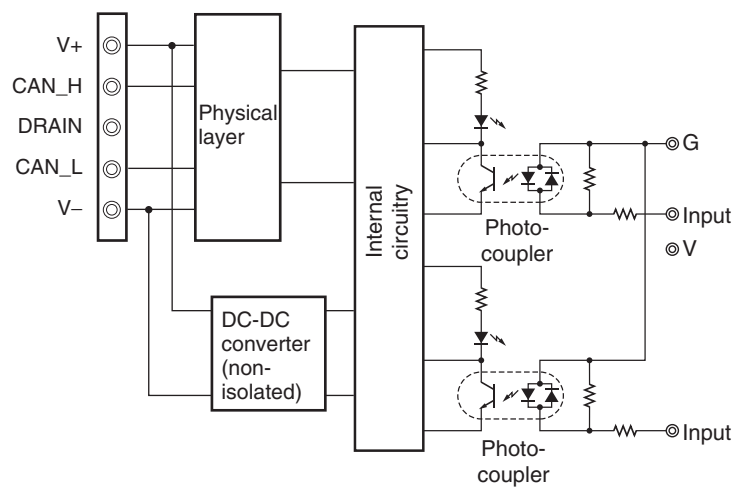 V+
CAN_H
DRAIN
CAN_L
V–
Physical
layer
DC-DC
converter
(non-
isolated)
Internal
circuitry
Photo-
coupler
Photo-
coupler
G
Input
V
Input